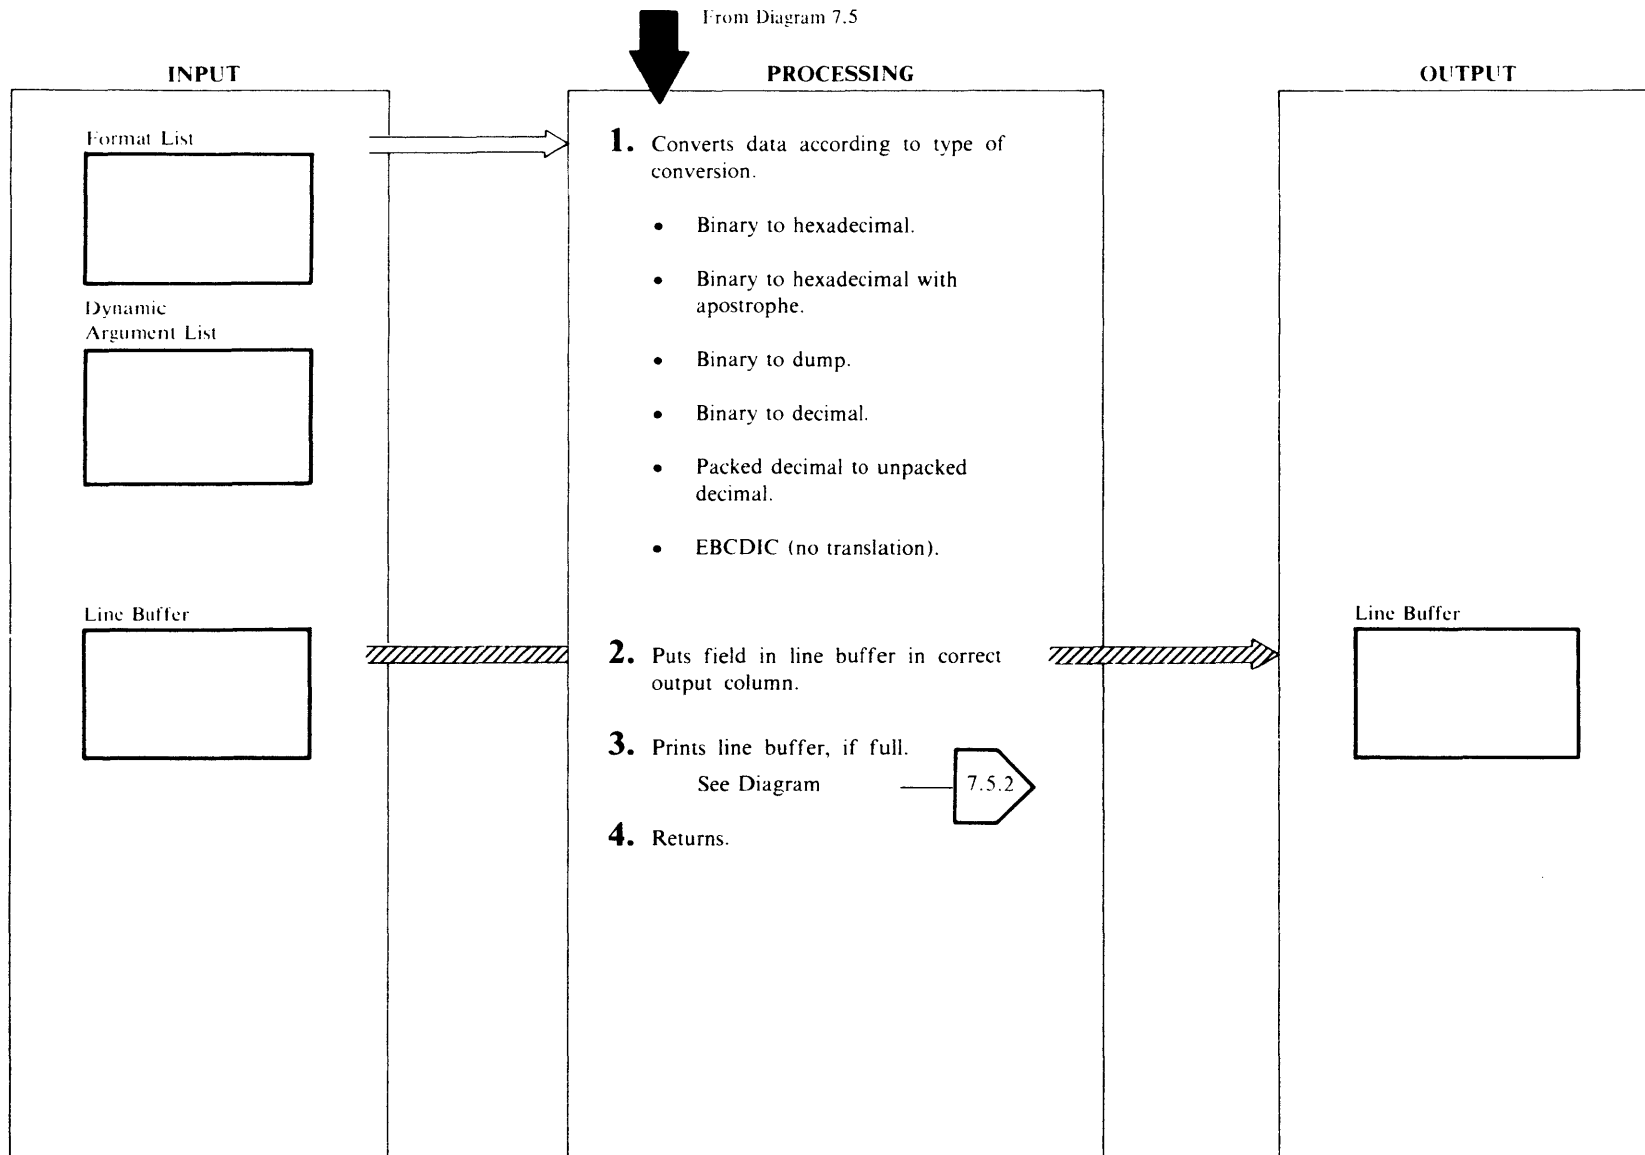 From Diagram 7.5
INPUT
PROCESSING
OUTPUT
Format List
Dynamic
Argument List
Line Buffer
1. Converts data according to type of
conversion.
• Binary to hexadecimal.
• Binary to hexadecimal with
apostrophe.
• Binary to dump.
• Binary to decimal.
• Packed decimal to unpacked
decimal.
• EBCDIC (no translation).
2. Puts field in line buffer in correct
output column.
3. Prints line buffer, if full.
See Diagram 7.5.2
4. Returns.
Line Buffer